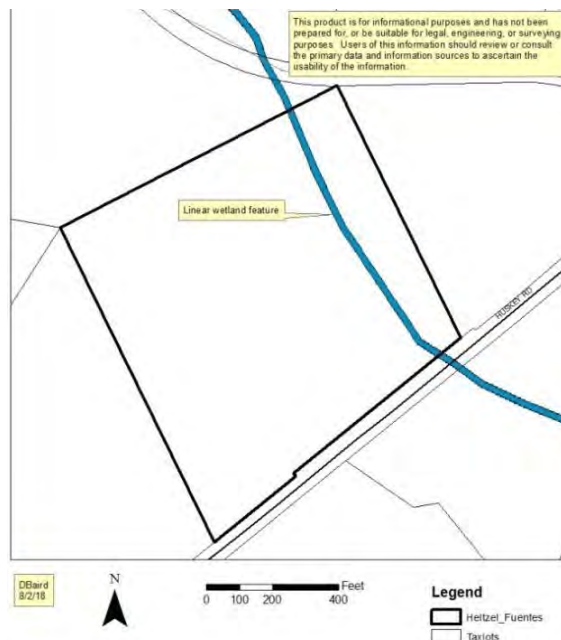 This product is for informational purposes and has not been
prepared for, or be suitable for legal, engineering, or surveying
purposes. Users of this information should review or consult
the primary data and information sources to ascertain the
usability of the information.
Linear wetland feature
HUSKEY RD
DBaird
8/2/18
N
Feet
0 100 200 400
Legend
Heitzel_Fuentes
Taxlots